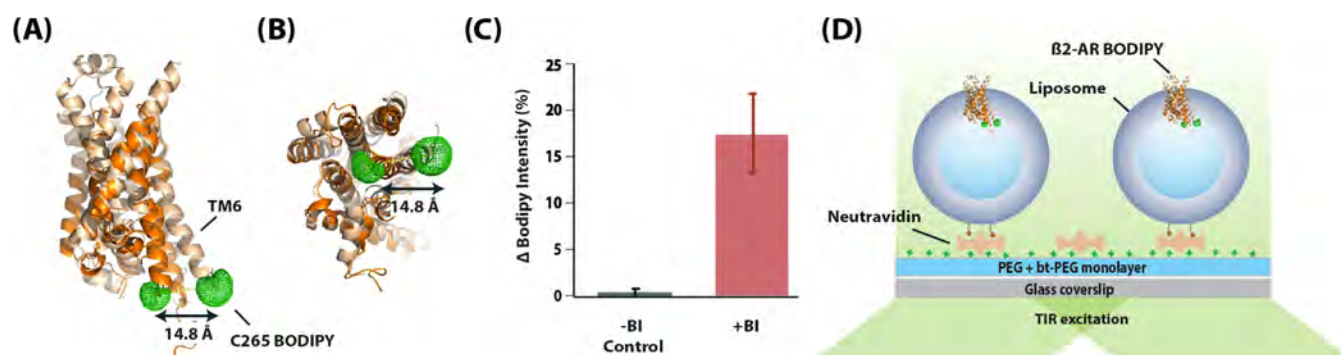 (A)
TM6
14.8 Å
C265 BODIPY
(B)
14.8 Å
(C)
Δ Bodipy Intensity (%)
25
20
15
10
5
0
-BI
Control
+BI
(D)
ß2-AR BODIPY
Liposome
Neutravidin
PEG + bt-PEG monolayer
Glass coverslip
TIR excitation